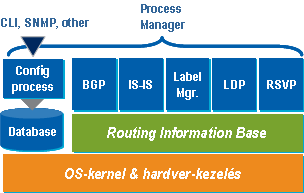 Process
Manager
CLI, SNMP, other
Config
process
BGP
IS-IS
Label
Mgr.
LDP
RSVP
Database
Routing Information Base
OS-kernel & hardver-kezelés